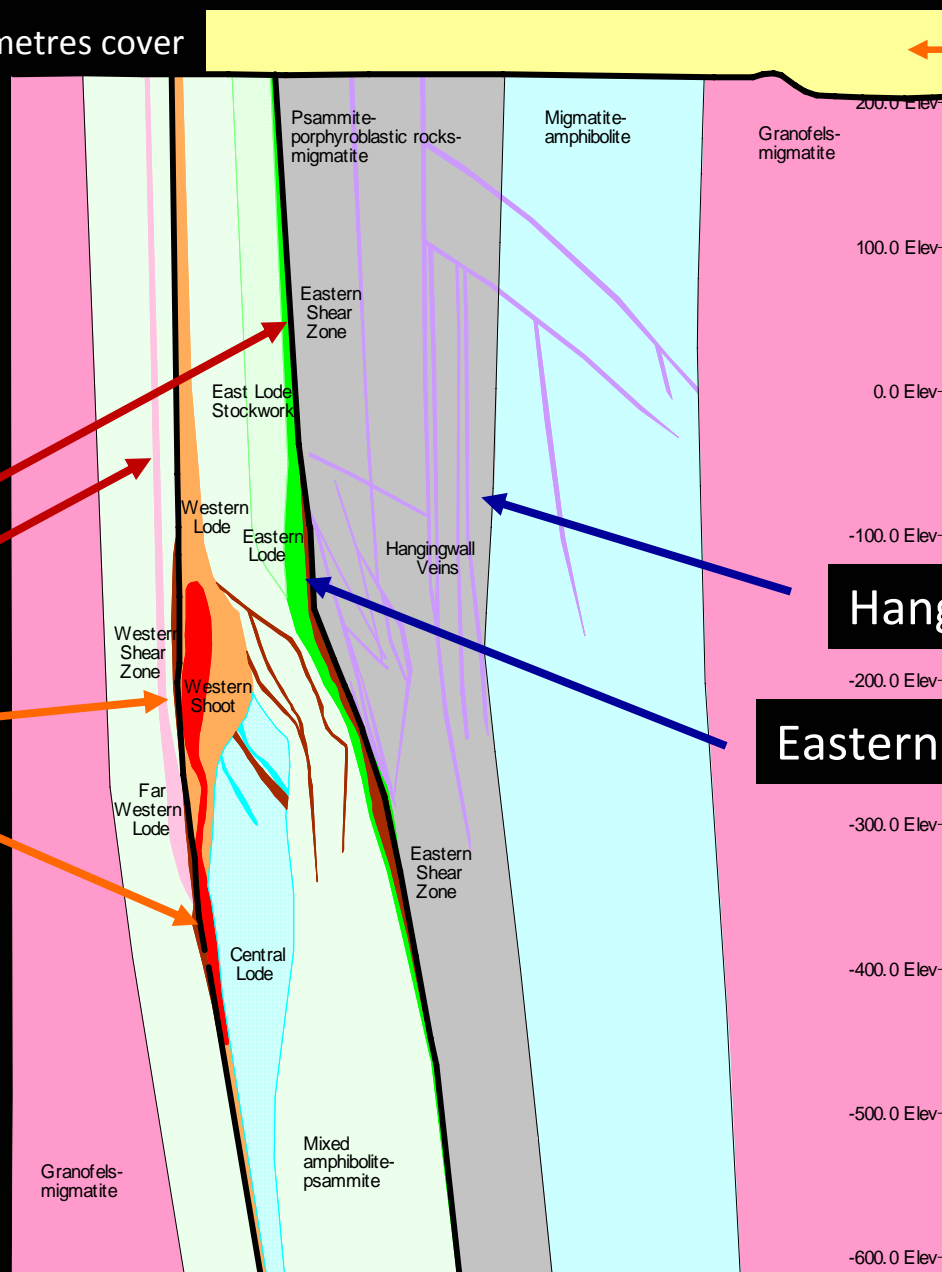 metres cover
200.0 Elev
Psammite-
porphyroblastic rocks-
migmatite
Migmatite-
amphibolite
Granofels-
migmatite
100.0 Elev
Eastern
Shear
Zone
East Lode
Stockwork
0.0 Elev
Western
Lode
Eastern
Lode
Hangingwall
Veins
-100.0 Elev
Hang
Western
Shear
Zone
Western
Shoot
-200.0 Elev
Eastern
Far
Western
Lode
-300.0 Elev
Eastern
Shear
Zone
Central
Lode
-400.0 Elev
-500.0 Elev
Mixed
amphibolite-
psammite
Granofels-
migmatite
-600.0 Elev